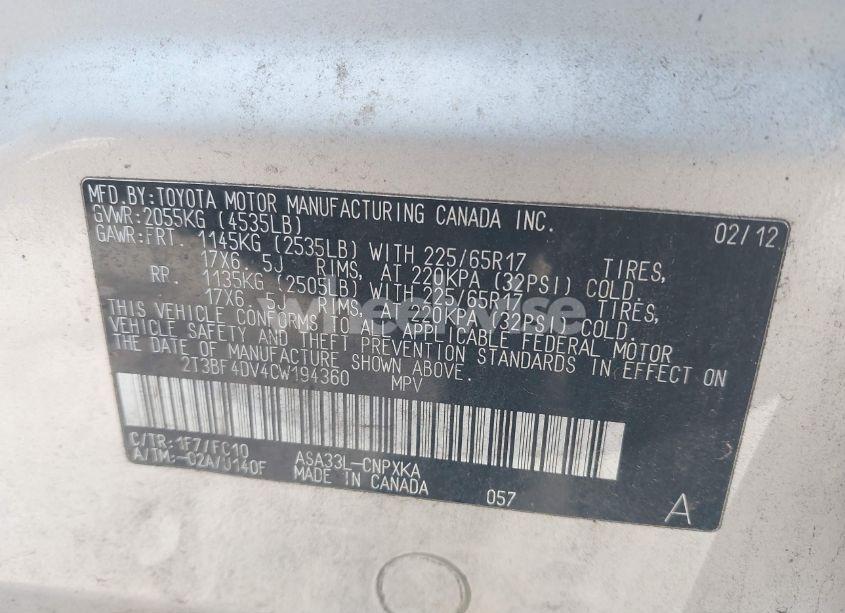 MFD.BY:TOYOTA MOTOR MANUFACTURING CANADA INC.
GVWR:2055KG (4535LB) 02/12
GAWR:FRT. 1145KG (2535LB) WITH 225/65R17 TIRES,
17X6.5J RIMS, AT 220KPA (32PSI) COLD.
RR. 1135KG (2505LB) WITH 225/65R17 TIRES,
17X6.5J RIMS, AT 220KPA (32PSI) COLD.
THIS VEHICLE CONFORMS TO ALL APPLICABLE FEDERAL MOTOR
VEHICLE SAFETY AND THEFT PREVENTION STANDARDS IN EFFECT ON
THE DATE OF MANUFACTURE SHOWN ABOVE.
2T3BF4DV4CW194360 MPV
C/TR:1F7/FC10
A/TM:-02A/U140F
ASA33L-CNPXKA
MADE IN CANADA 057 A
wheelwise